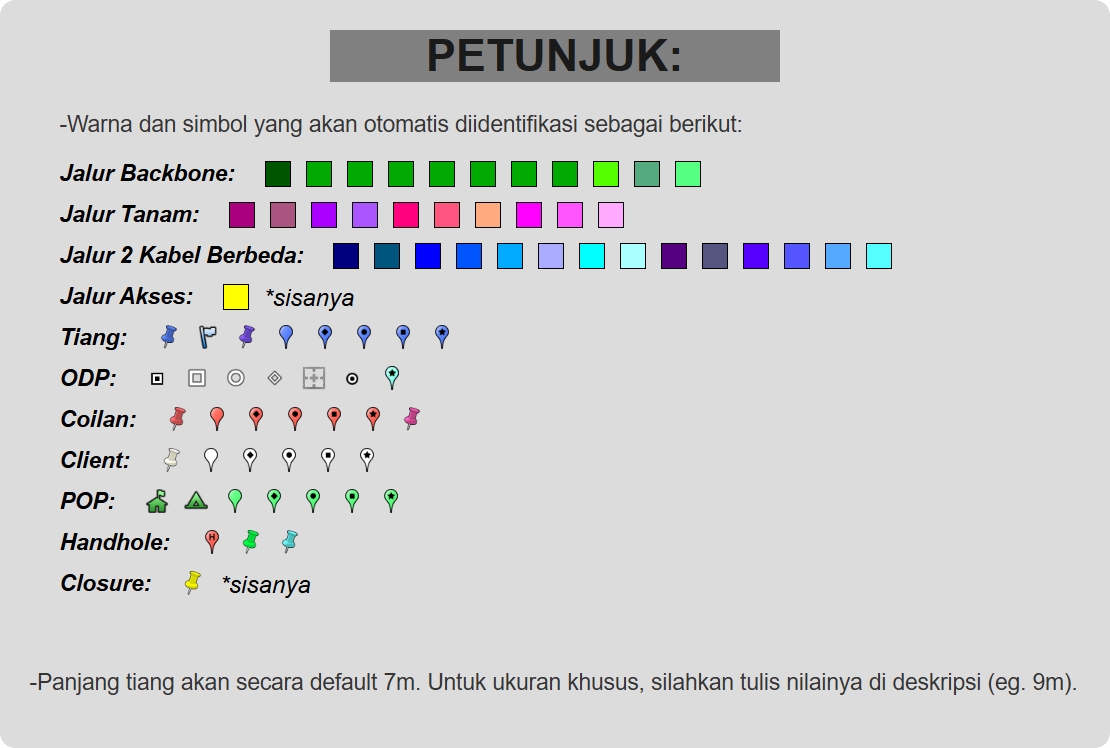 PETUNJUK:
-Warna dan simbol yang akan otomatis diidentifikasi sebagai berikut:
Jalur Backbone:
Jalur Tanam:
Jalur 2 Kabel Berbeda:
Jalur Akses: *sisanya
Tiang:
ODP:
Coilan:
Client:
POP:
Handhole: H
Closure: *sisanya
-Panjang tiang akan secara default 7m. Untuk ukuran khusus, silahkan tulis nilainya di deskripsi (eg. 9m).